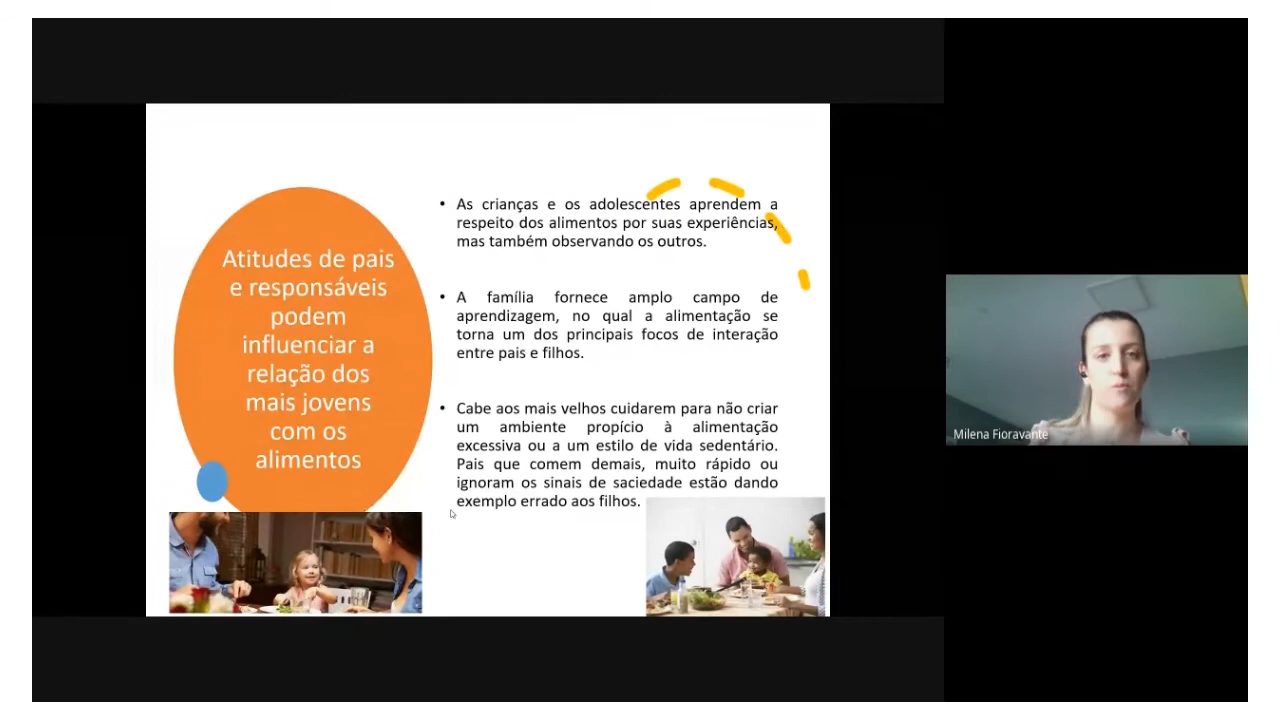 Atitudes de pais
e responsáveis
podem
influenciar a
relação dos
mais jovens
com os
alimentos
• As crianças e os adolescentes aprendem a
respeito dos alimentos por suas experiências,
mas também observando os outros.
• A família fornece amplo campo de
aprendizagem, no qual a alimentação se
torna um dos principais focos de interação
entre pais e filhos.
• Cabe aos mais velhos cuidarem para não criar
um ambiente propício à alimentação
excessiva ou a um estilo de vida sedentário.
Pais que comem demais, muito rápido ou
ignoram os sinais de saciedade estão dando
exemplo errado aos filhos.
Milena Fioravante